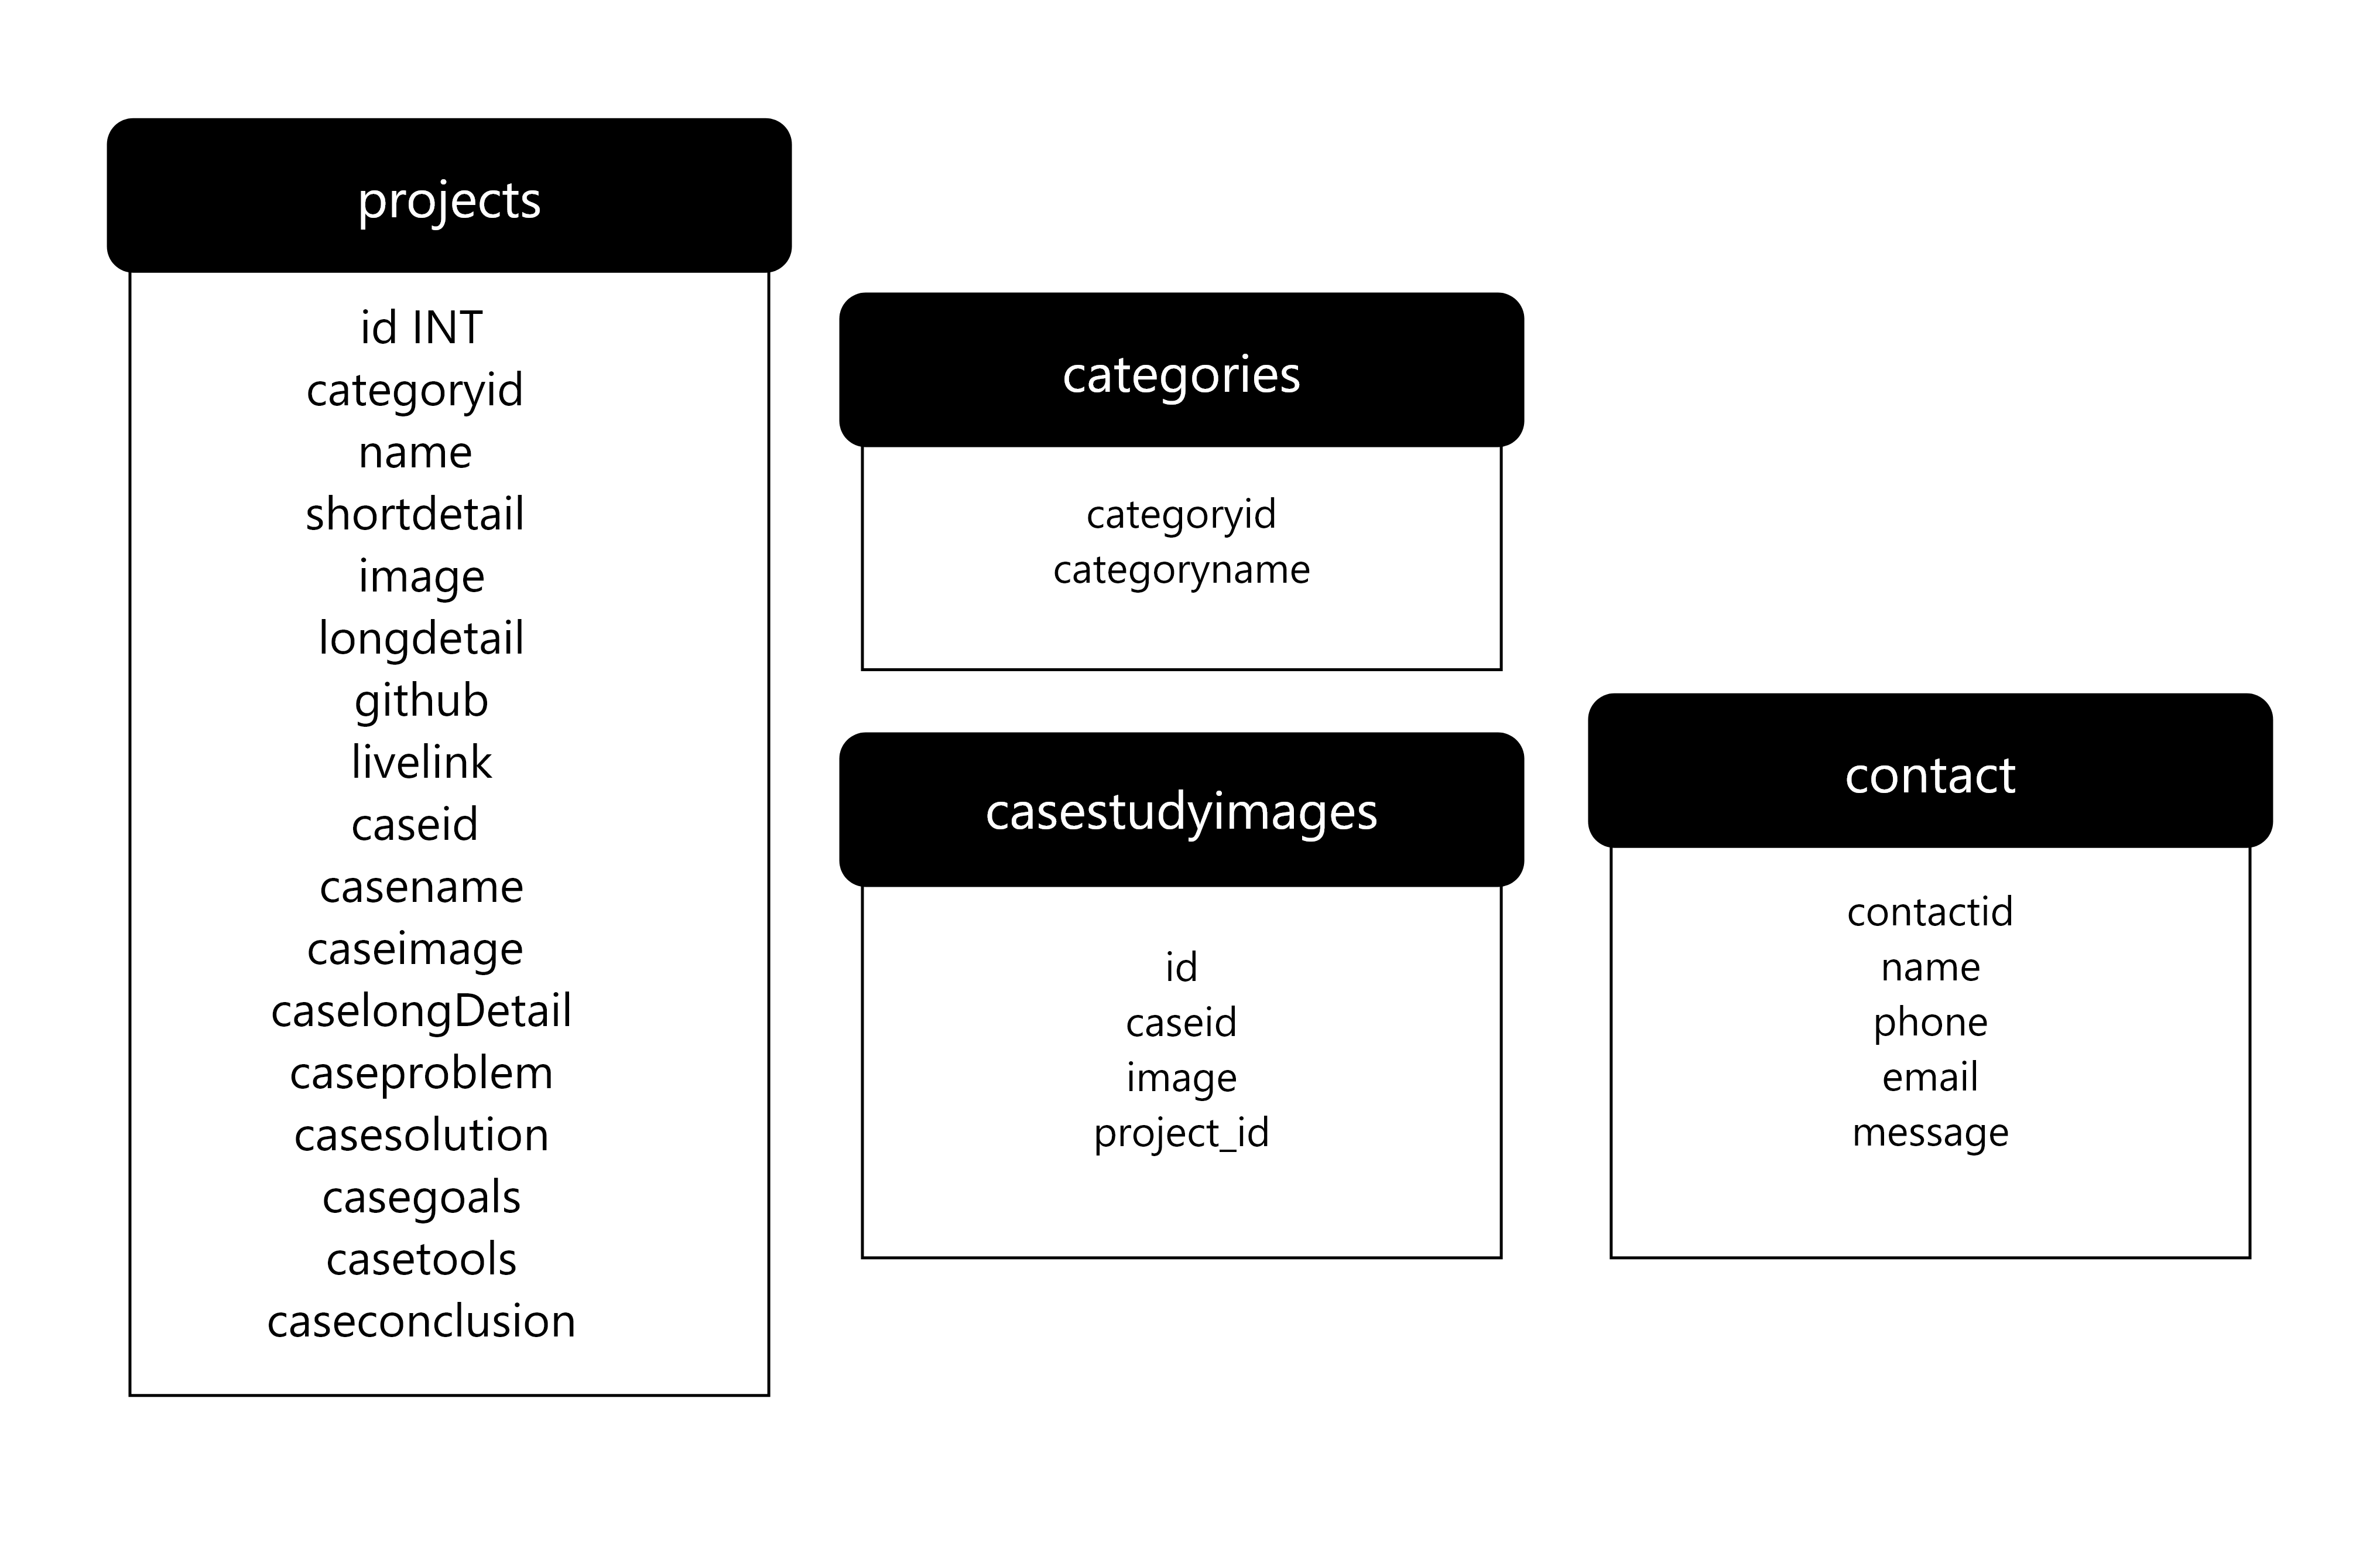 projects
id INT
categoryid
name
shortdetail
image
longdetail
github
livelink
caseid
casename
caseimage
caselongDetail
caseproblem
casesolution
casegoals
casetools
caseconclusion
categories
categoryid
categoryname
casestudyimages
id
caseid
image
project_id
contact
contactid
name
phone
email
message